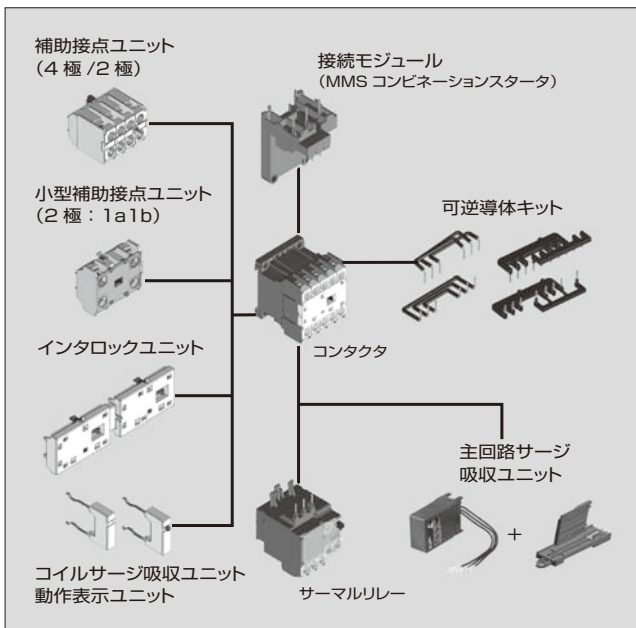 補助接点ユニット
（4 極 /2 極）
小型補助接点ユニット
（2 極：1a1b）
インタロックユニット
コイルサージ吸収ユニット
動作表示ユニット
接続モジュール
（MMS コンビネーションスタータ）
可逆導体キット
コンタクタ
主回路サージ
吸収ユニット
+
サーマルリレー